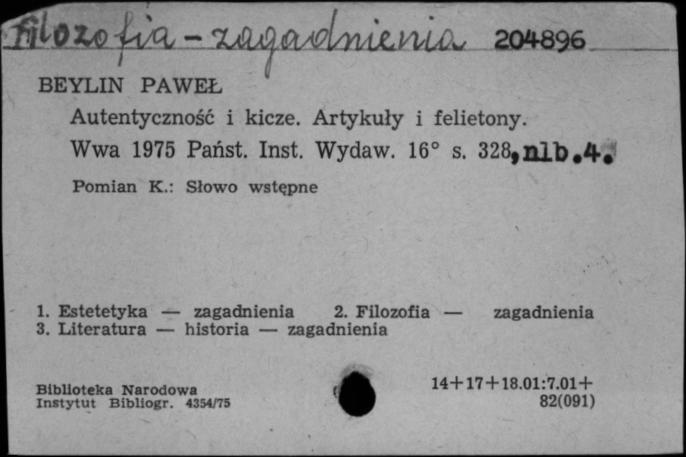 Filozofia - zagadnienia 204896
BEYLIN PAWEŁ
Autentyczność i kicze. Artykuły i felietony.
Wwa 1975 Państ. Inst. Wydaw. 16° s. 328, nlb.4.
Pomian K.: Słowo wstępne
1. Estetetyka — zagadnienia 2. Filozofia — zagadnienia
3. Literatura — historia — zagadnienia
Biblioteka Narodowa 14+17+18.01:7.01+
Instytut Bibliogr. 4354/75 82(091)